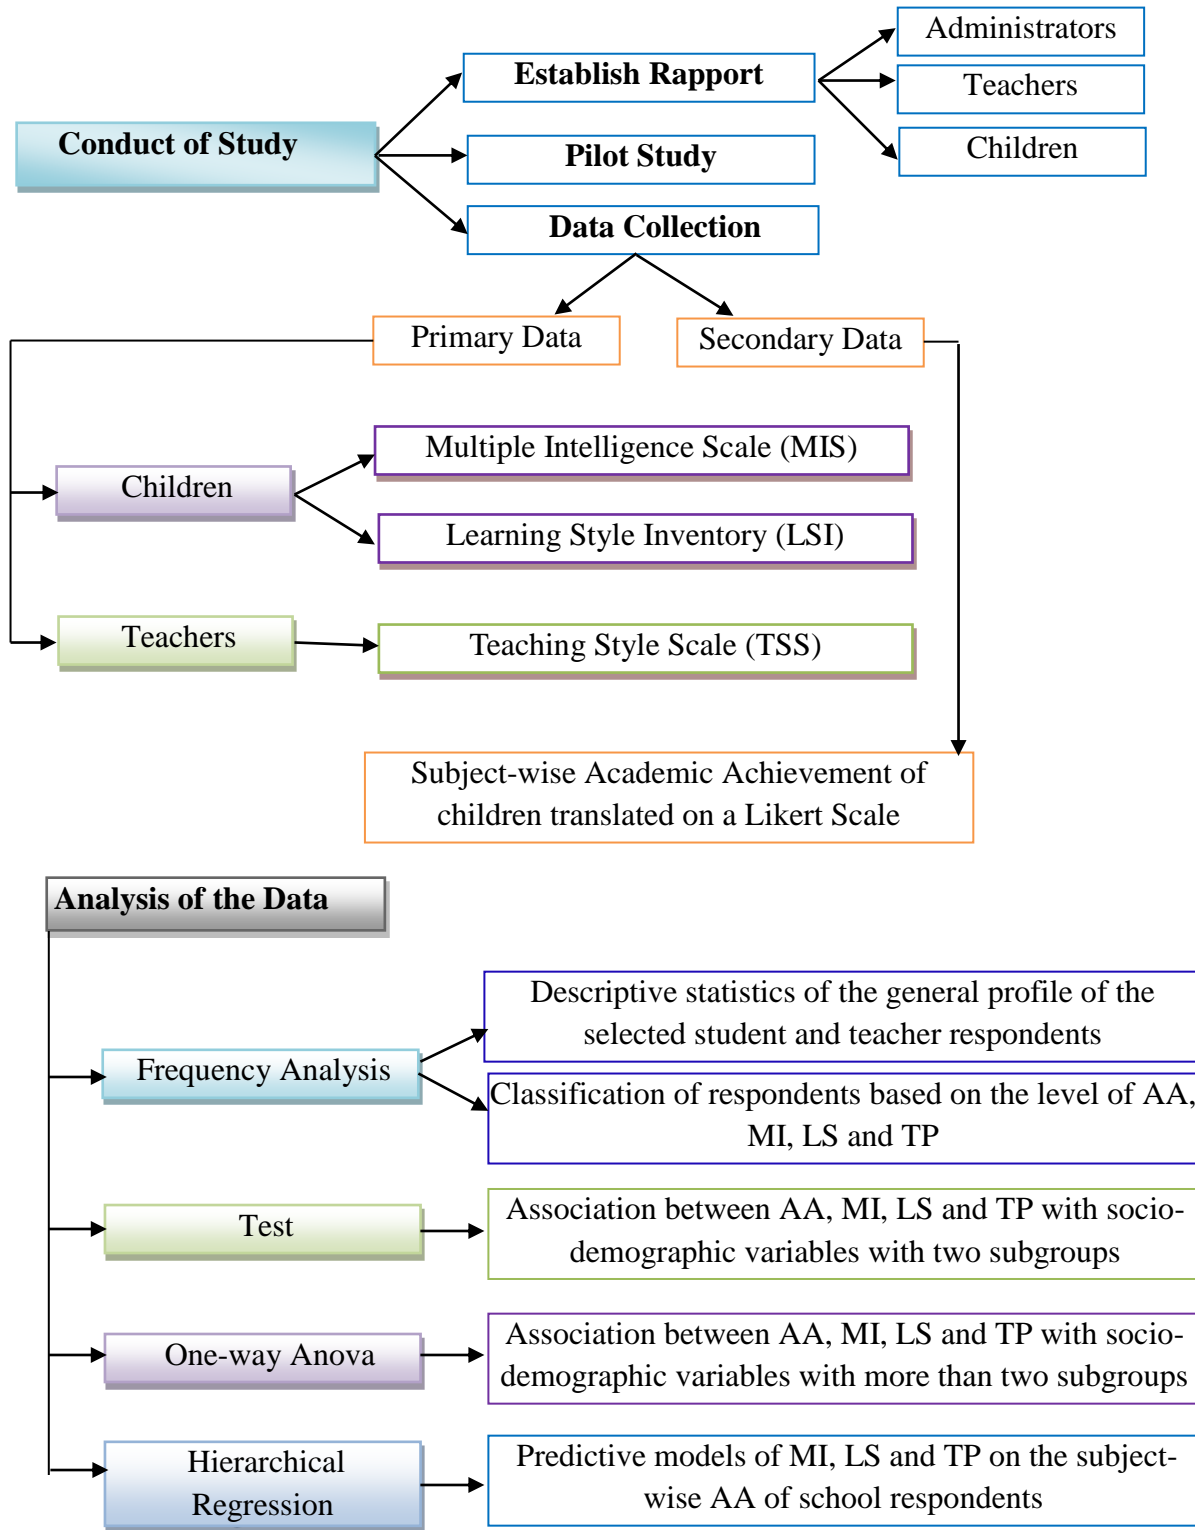 Administrators
Establish Rapport
Teachers
Conduct of Study
Children
Pilot Study
Data Collection
Primary Data
Secondary Data
Multiple Intelligence Scale (MIS)
Children
Learning Style Inventory (LSI)
Teachers
Teaching Style Scale (TSS)
Subject-wise Academic Achievement of
children translated on a Likert Scale
Analysis of the Data
Descriptive statistics of the general profile of the
selected student and teacher respondents
Frequency Analysis
Classification of respondents based on the level of AA,
MI, LS and TP
Test
Association between AA, MI, LS and TP with socio-
demographic variables with two subgroups
One-way Anova
Association between AA, MI, LS and TP with socio-
demographic variables with more than two subgroups
Hierarchical
Regression
Predictive models of MI, LS and TP on the subject-
wise AA of school respondents